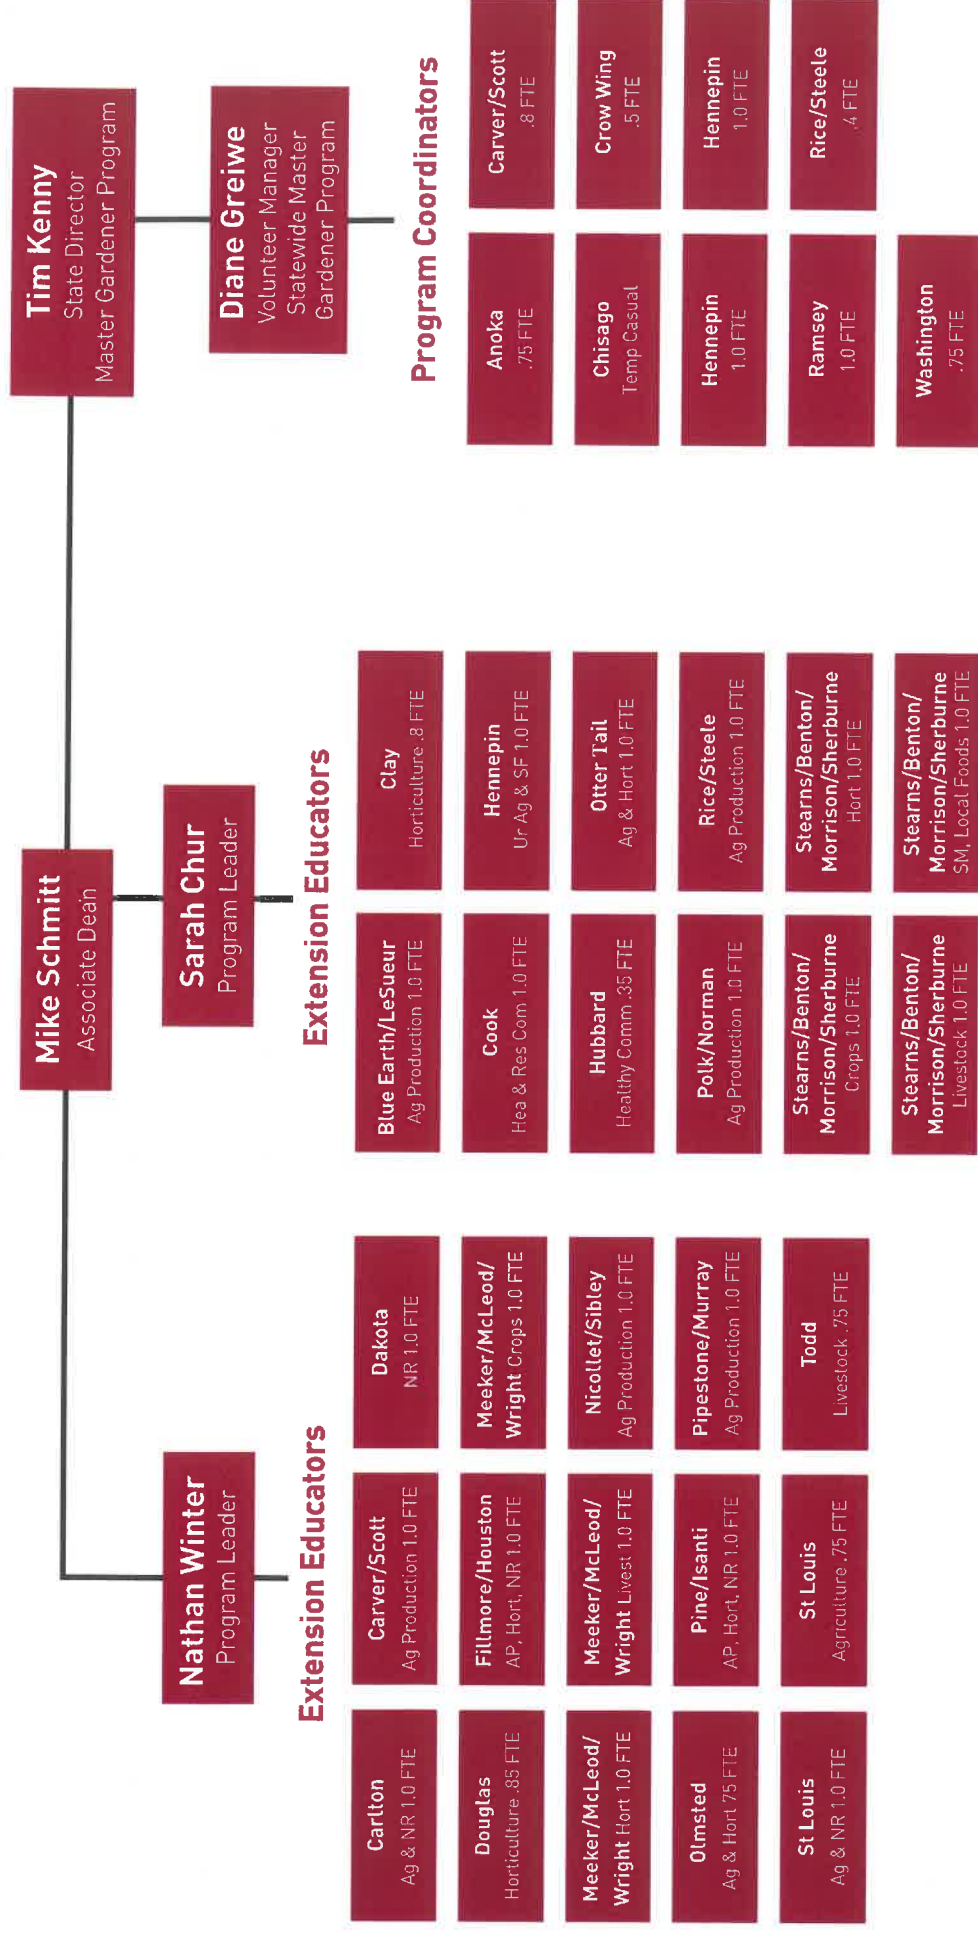 Mike Schmitt
Associate Dean
Nathan Winter
Program Leader
Sarah Chur
Program Leader
Tim Kenny
State Director
Master Gardener Program
Diane Greiwe
Volunteer Manager
Statewide Master
Gardener Program
Extension Educators
Carlton
Ag & NR 1.0 FTE
Carver/Scott
Ag Production 1.0 FTE
Dakota
NR 1.0 FTE
Douglas
Horticulture .85 FTE
Fillmore/Houston
AP, Hort, NR 1.0 FTE
Meeker/McLeod/
Wright Crops 1.0 FTE
Meeker/McLeod/
Wright Hort 1.0 FTE
Meeker/McLeod/
Wright Livest 1.0 FTE
Nicollet/Sibley
Ag Production 1.0 FTE
Olmsted
Ag & Hort 75 FTE
Pine/Isanti
AP, Hort, NR 1.0 FTE
Pipestone/Murray
Ag Production 1.0 FTE
St Louis
Ag & NR 1.0 FTE
St Louis
Agriculture .75 FTE
Todd
Livestock .75 FTE
Extension Educators
Blue Earth/LeSueur
Ag Production 1.0 FTE
Clay
Horticulture .8 FTE
Cook
Hea & Res Com 1.0 FTE
Hennepin
Ur Ag & SF 1.0 FTE
Hubbard
Healthy Comm .35 FTE
Otter Tail
Ag & Hort 1.0 FTE
Polk/Norman
Ag Production 1.0 FTE
Rice/Steele
Ag Production 1.0 FTE
Stearns/Benton/
Morrison/Sherburne
Crops 1.0 FTE
Stearns/Benton/
Morrison/Sherburne
Hort 1.0 FTE
Stearns/Benton/
Morrison/Sherburne
Livestock 1.0 FTE
Stearns/Benton/
Morrison/Sherburne
SM, Local Foods 1.0 FTE
Program Coordinators
Anoka
.75 FTE
Carver/Scott
.8 FTE
Chisago
Temp Casual
Crow Wing
.5 FTE
Hennepin
1.0 FTE
Hennepin
1.0 FTE
Ramsey
1.0 FTE
Rice/Steele
.4 FTE
Washington
.75 FTE